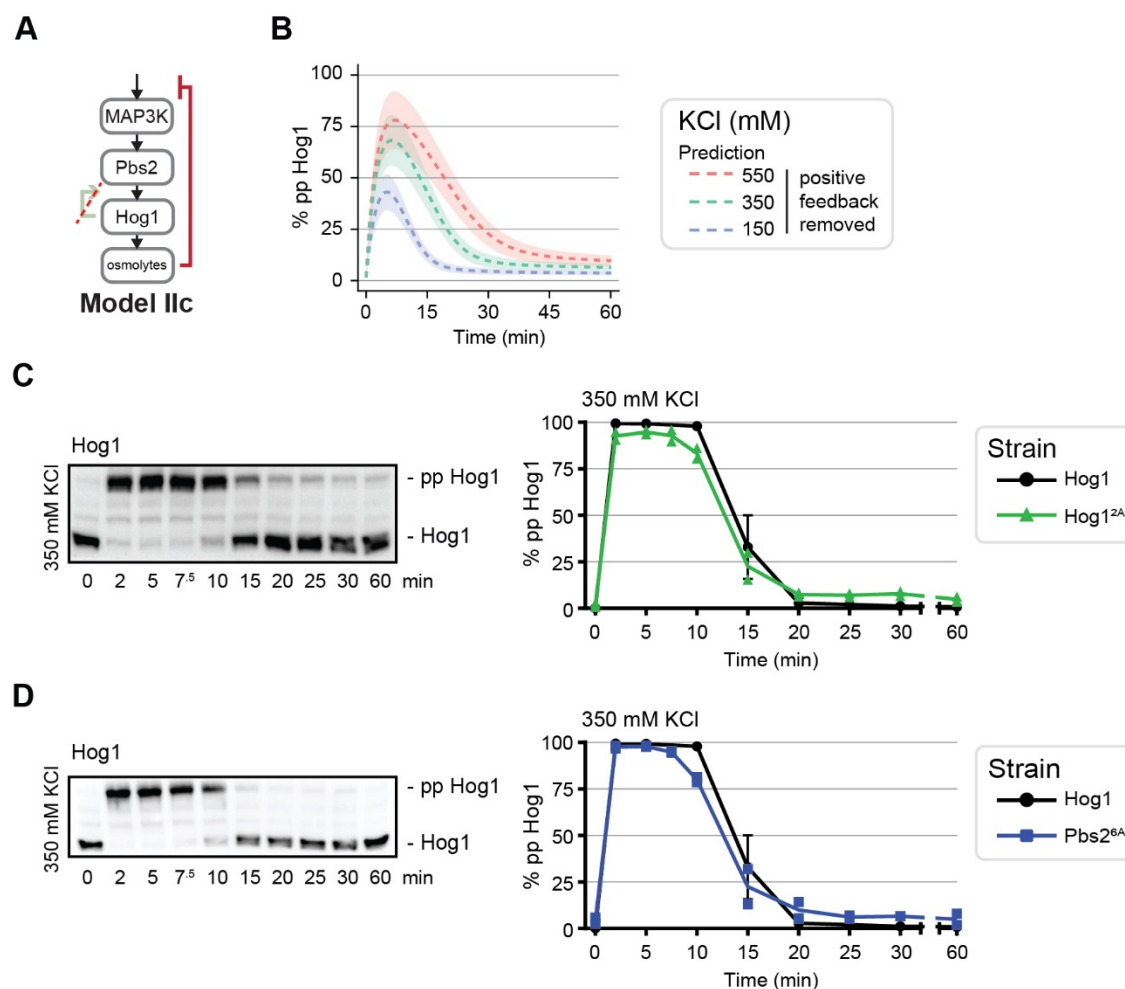 A
MAP3K
Pbs2
Hog1
osmolytes
Model IIc
B
100
75
50
25
0
% pp Hog1
0 15 30 45 60
Time (min)
KCl (mM)
Prediction
550
350
150
positive
feedback
removed
C
Hog1
350 mM KCl
- pp Hog1
- Hog1
0 2 5 7.5 10 15 20 25 30 60 min
350 mM KCl
100
75
50
25
0
% pp Hog1
0 5 10 15 20 25 30 60
Time (min)
Strain
Hog1
Hog1²ᴬ
D
Hog1
350 mM KCl
- pp Hog1
- Hog1
0 2 5 7.5 10 15 20 25 30 60 min
350 mM KCl
100
75
50
25
0
% pp Hog1
0 5 10 15 20 25 30 60
Time (min)
Strain
Hog1
Pbs2⁶ᴬ